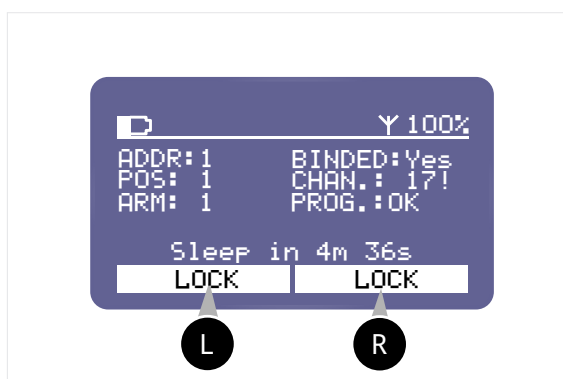 100%
ADDR:1 BINDED:Yes
POS: 1 CHAN.: 17!
ARM: 1 PROG.:OK
Sleep in 4m 36s
LOCK LOCK
L R